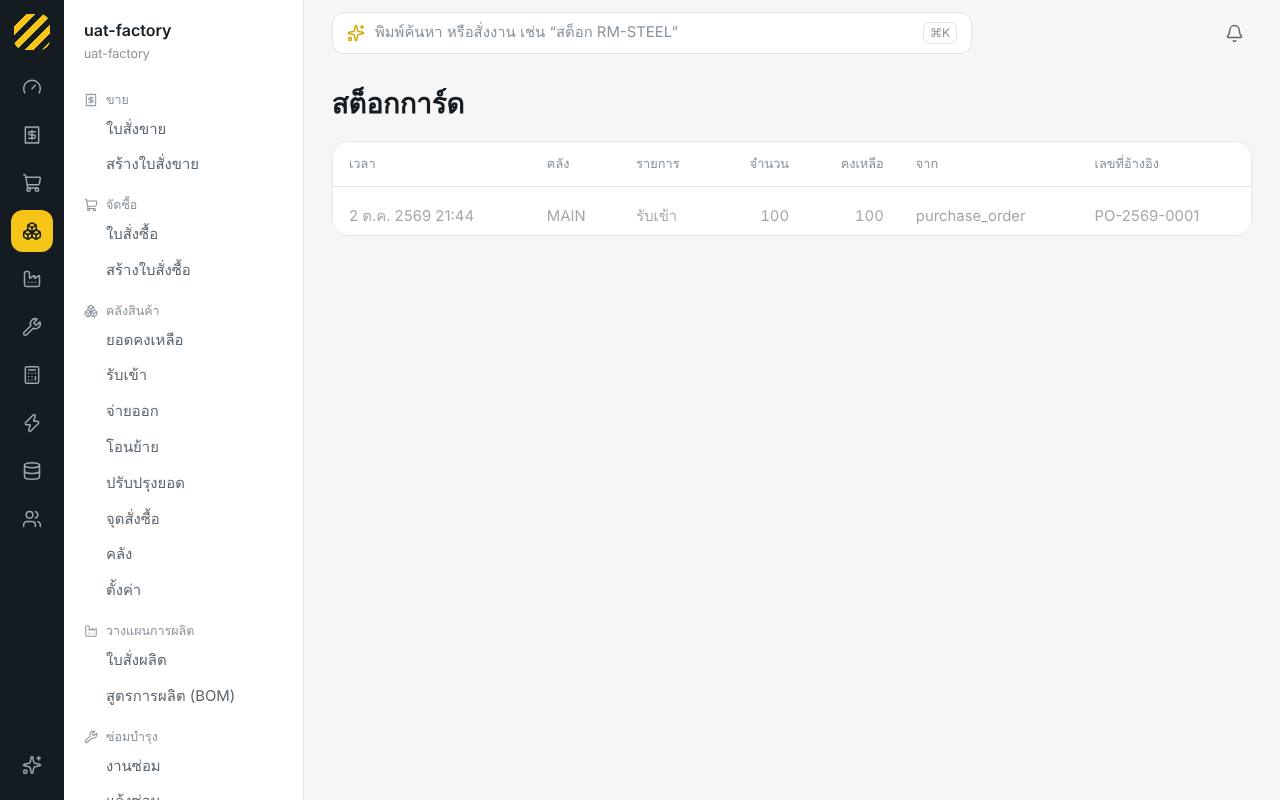 uat-factory
uat-factory
ขาย
ใบสั่งขาย
สร้างใบสั่งขาย
จัดซื้อ
ใบสั่งซื้อ
สร้างใบสั่งซื้อ
คลังสินค้า
ยอดคงเหลือ
รับเข้า
จ่ายออก
โอนย้าย
ปรับปรุงยอด
จุดสั่งซื้อ
คลัง
ตั้งค่า
วางแผนการผลิต
ใบสั่งผลิต
สูตรการผลิต (BOM)
ซ่อมบำรุง
งานซ่อม
แจ้งซ่อม
พิมพ์ค้นหา หรือสั่งงาน เช่น “สต็อก RM-STEEL” ⌘K
สต็อกการ์ด
เวลา คลัง รายการ จำนวน คงเหลือ จาก เลขที่อ้างอิง
2 ต.ค. 2569 21:44 MAIN รับเข้า 100 100 purchase_order PO-2569-0001